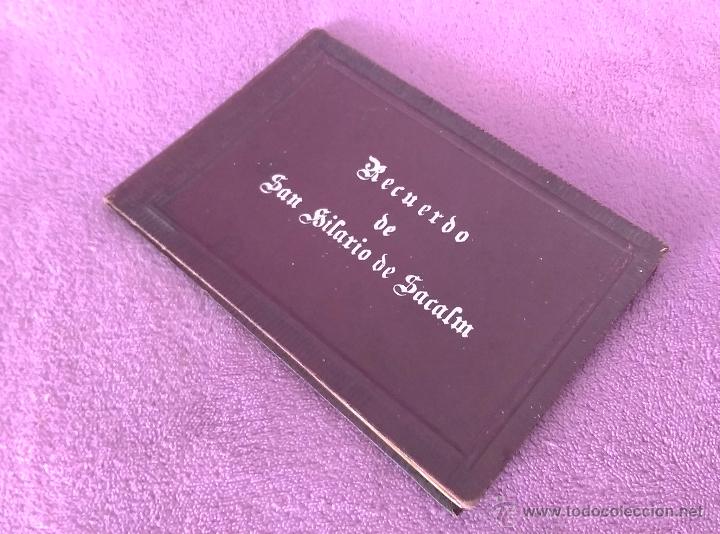 Recuerdo
de
San Hilario de Sacalm
www.todocoleccion.net